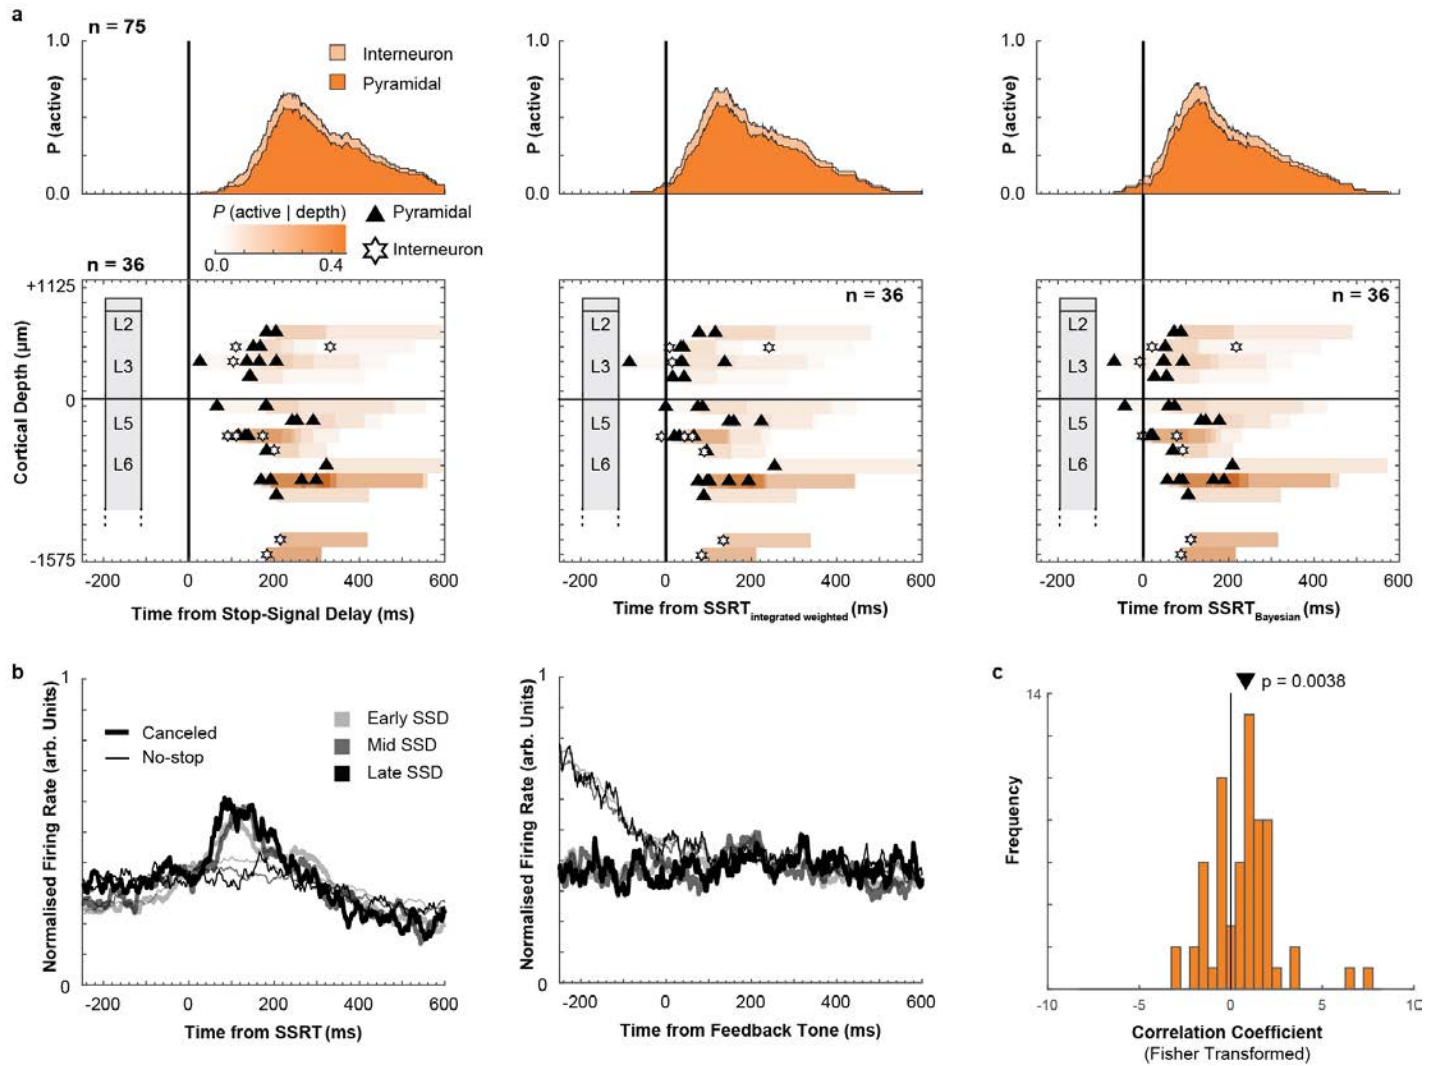 a
n = 75
1.0
P (active)
0.0
Interneuron
Pyramidal
1.0
P (active)
0.0
1.0
P (active)
0.0
P (active | depth)
0.0
0.4
Pyramidal
Interneuron
n = 36
+1125
0
-1575
Cortical Depth (µm)
L2
L3
L5
L6
-200 0 200 400 600
Time from Stop-Signal Delay (ms)
n = 36
L2
L3
L5
L6
-200 0 200 400 600
Time from SSRT integrated weighted (ms)
n = 36
L2
L3
L5
L6
-200 0 200 400 600
Time from SSRT Bayesian (ms)
b
1
Normalised Firing Rate (arb. Units)
0
Canceled
No-stop
Early SSD
Mid SSD
Late SSD
-200 0 200 400 600
Time from SSRT (ms)
1
Normalised Firing Rate (arb. Units)
0
-200 0 200 400 600
Time from Feedback Tone (ms)
c
p = 0.0038
14
Frequency
0
-10 -5 0 5 10
Correlation Coefficient
(Fisher Transformed)